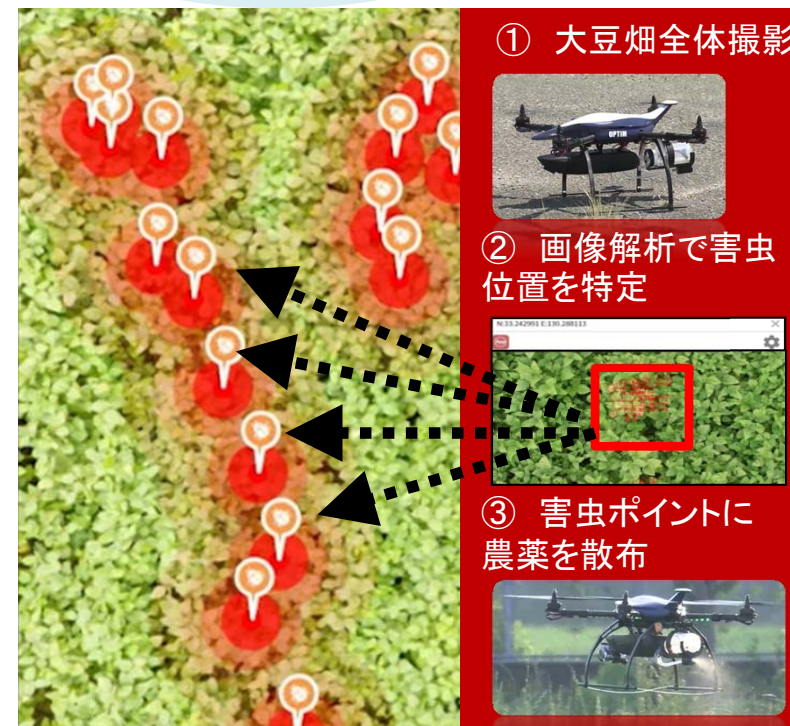 ① 大豆畑全体撮影
OPTiM
② 画像解析で害虫
位置を特定
N:33.242991 E:130.288113
③ 害虫ポイントに
農薬を散布